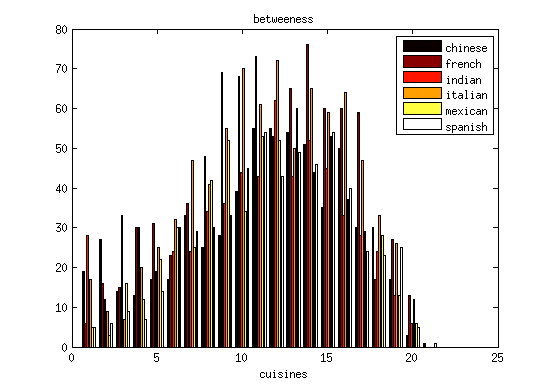 betweeness
80
70
60
50
40
30
20
10
0
chinese
french
indian
italian
mexican
spanish
0 5 10 15 20 25
cuisines